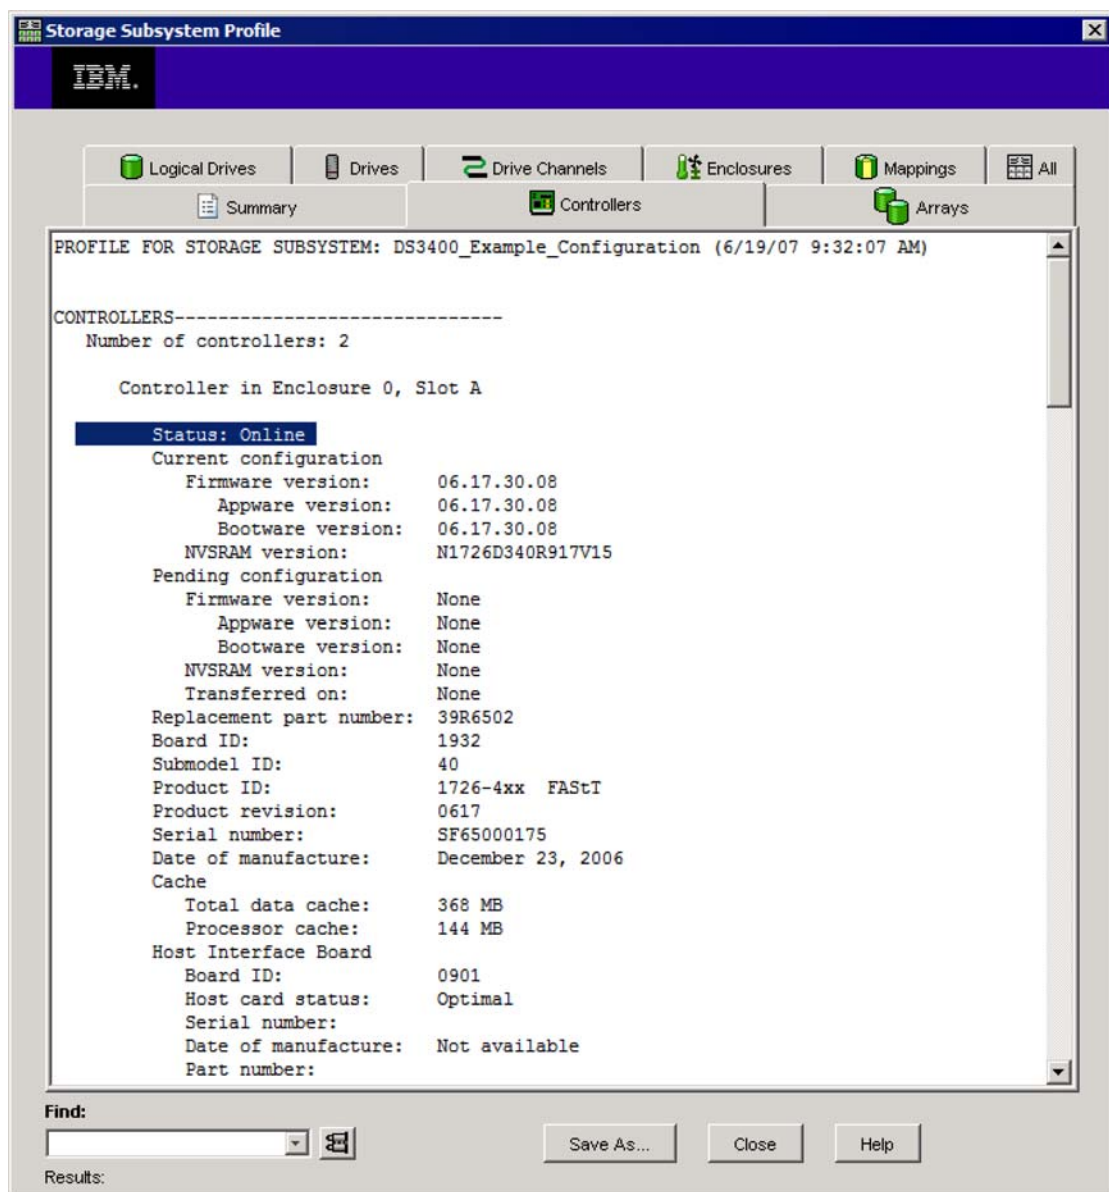 Storage Subsystem Profile
IBM.
Logical Drives Drives Drive Channels Enclosures Mappings All
Summary Controllers Arrays
PROFILE FOR STORAGE SUBSYSTEM: DS3400_Example_Configuration (6/19/07 9:32:07 AM)
CONTROLLERS------------------------------
Number of controllers: 2
Controller in Enclosure 0, Slot A
Status: Online
Current configuration
Firmware version: 06.17.30.08
Appware version: 06.17.30.08
Bootware version: 06.17.30.08
NVSRAM version: N1726D340R917V15
Pending configuration
Firmware version: None
Appware version: None
Bootware version: None
NVSRAM version: None
Transferred on: None
Replacement part number: 39R6502
Board ID: 1932
Submodel ID: 40
Product ID: 1726-4xx FAStT
Product revision: 0617
Serial number: SF65000175
Date of manufacture: December 23, 2006
Cache
Total data cache: 368 MB
Processor cache: 144 MB
Host Interface Board
Board ID: 0901
Host card status: Optimal
Serial number:
Date of manufacture: Not available
Part number:
Find:
Save As... Close Help
Results: